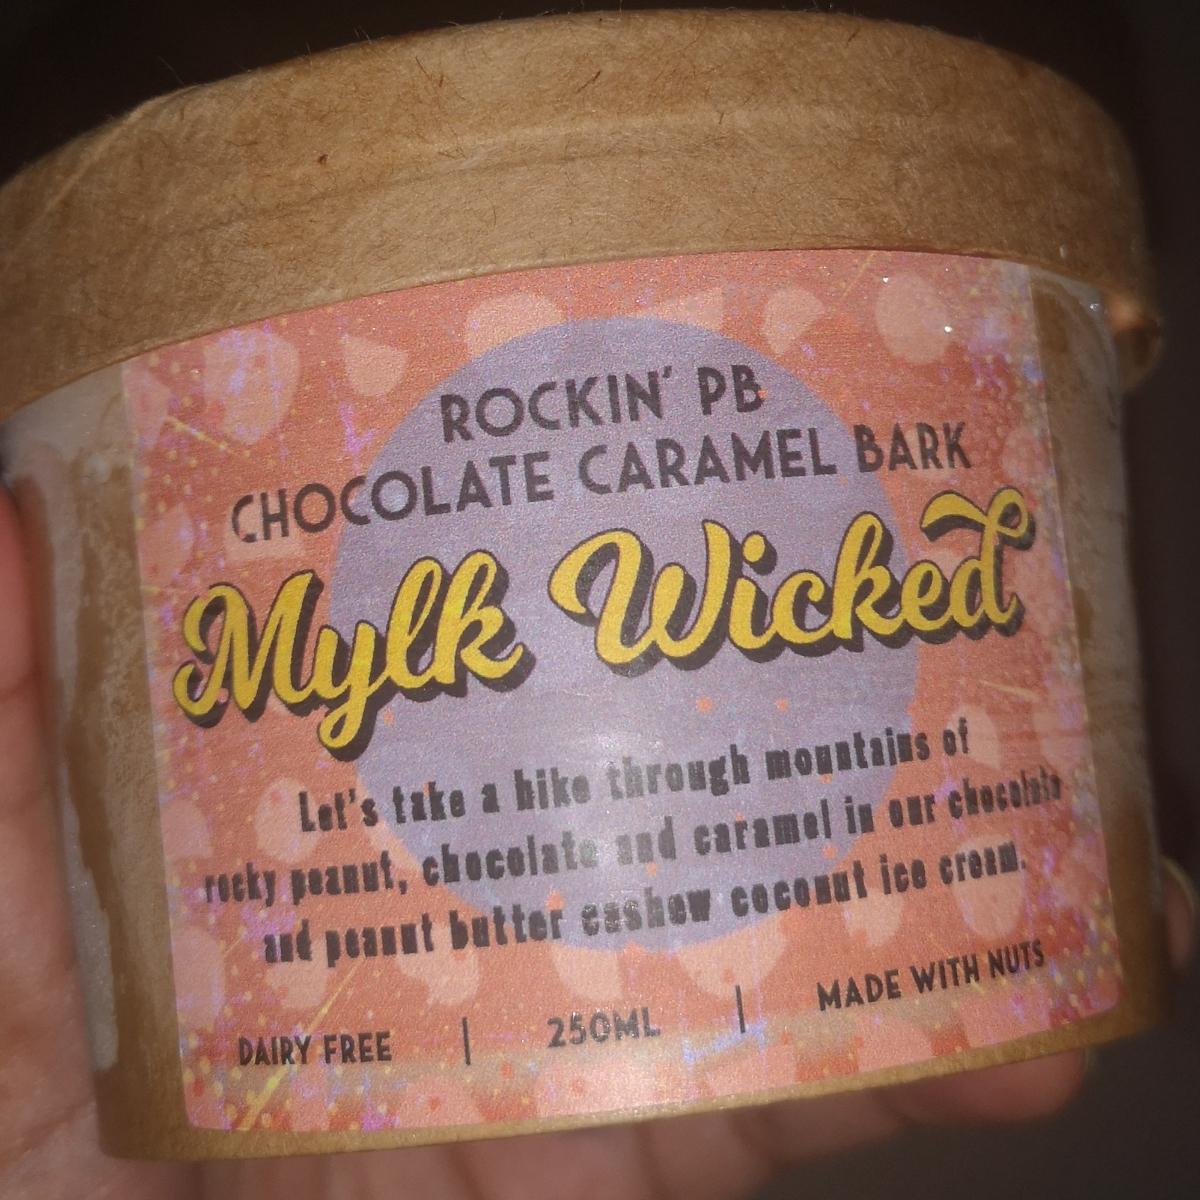 ROCKIN' PB
CHOCOLATE CARAMEL BARK
Mylk Wicked
Let's take a hike through mountains of
rocky peanut, chocolate and caramel in our chocolate
and peanut butter cashew coconut ice cream.
DAIRY FREE | 250ML | MADE WITH NUTS